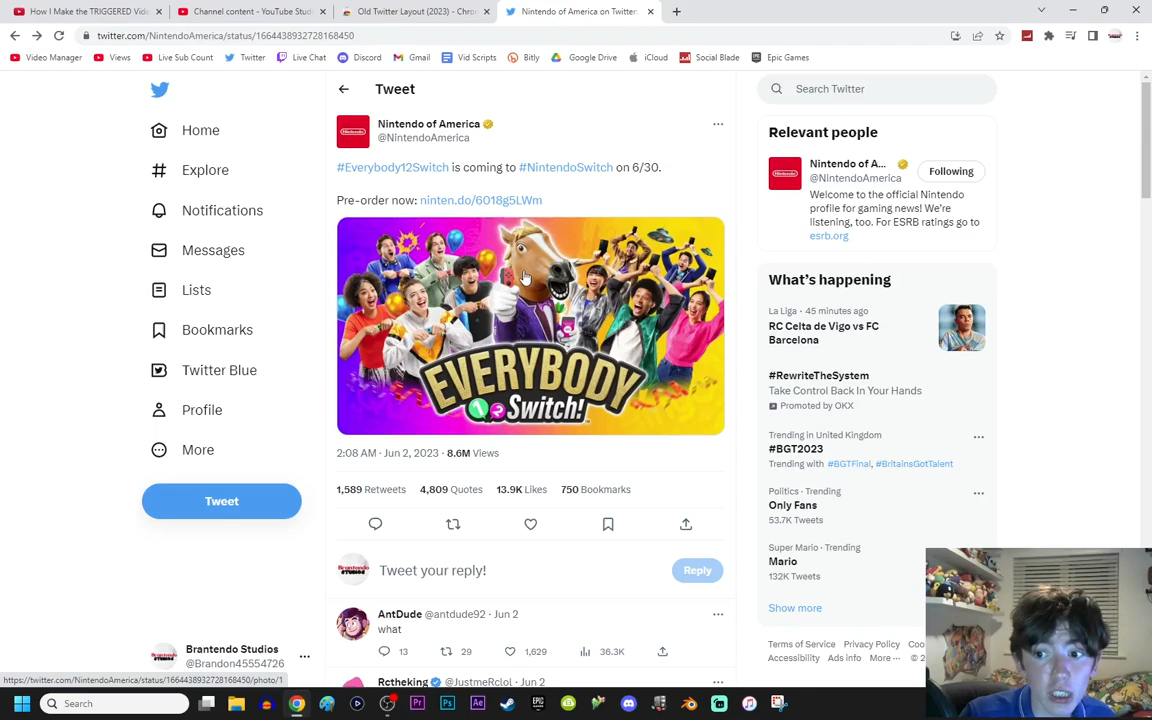 How I Make the TRIGGERED Vide
Channel content - YouTube Studi
Old Twitter Layout (2023) - Chro
Nintendo of America on Twitter:
twitter.com/NintendoAmerica/status/1664438932728168450
Video Manager
Views
Live Sub Count
Twitter
Live Chat
Discord
Gmail
Vid Scripts
Bitly
Google Drive
iCloud
Social Blade
Epic Games
Home
Explore
Notifications
Messages
Lists
Bookmarks
Twitter Blue
Profile
More
Tweet
Brantendo Studios
@Brandon45554726
https://twitter.com/NintendoAmerica/status/1664438932728168450/photo/1
Tweet
Nintendo of America
@NintendoAmerica
#Everybody12Switch is coming to #NintendoSwitch on 6/30.
Pre-order now: ninten.do/6018g5LWm
EVERYBODY
1 2 Switch!
2:08 AM · Jun 2, 2023 · 8.6M Views
1,589 Retweets 4,809 Quotes 13.9K Likes 750 Bookmarks
Tweet your reply!
Reply
AntDude @antdude92 · Jun 2
what
13 29 1,629 36.3K
Rctheking @JustmeRclol · Jun 2
Search Twitter
Relevant people
Nintendo of A...
@NintendoAmerica
Following
Welcome to the official Nintendo
profile for gaming news! We're
listening, too. For ESRB ratings go to
esrb.org
What's happening
La Liga · 45 minutes ago
RC Celta de Vigo vs FC
Barcelona
#RewriteTheSystem
Take Control Back In Your Hands
Promoted by OKX
Trending in United Kingdom
#BGT2023
Trending with #BGTFinal, #BritainsGotTalent
Politics · Trending
Only Fans
53.7K Tweets
Super Mario · Trending
Mario
132K Tweets
Show more
Terms of Service Privacy Policy Coo
Accessibility Ads info More ··· © 2
Search